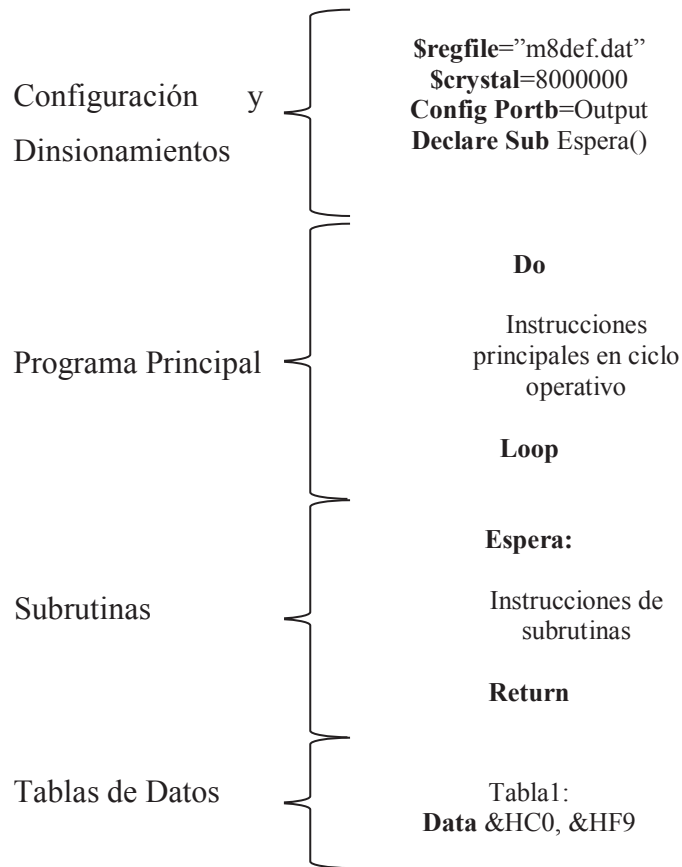 Configuración y
Dinsionamientos
$regfile=”m8def.dat”
$crystal=8000000
Config Portb=Output
Declare Sub Espera()
Programa Principal
Do
Instrucciones
principales en ciclo
operativo
Loop
Subrutinas
Espera:
Instrucciones de
subrutinas
Return
Tablas de Datos
Tabla1:
Data &HC0, &HF9